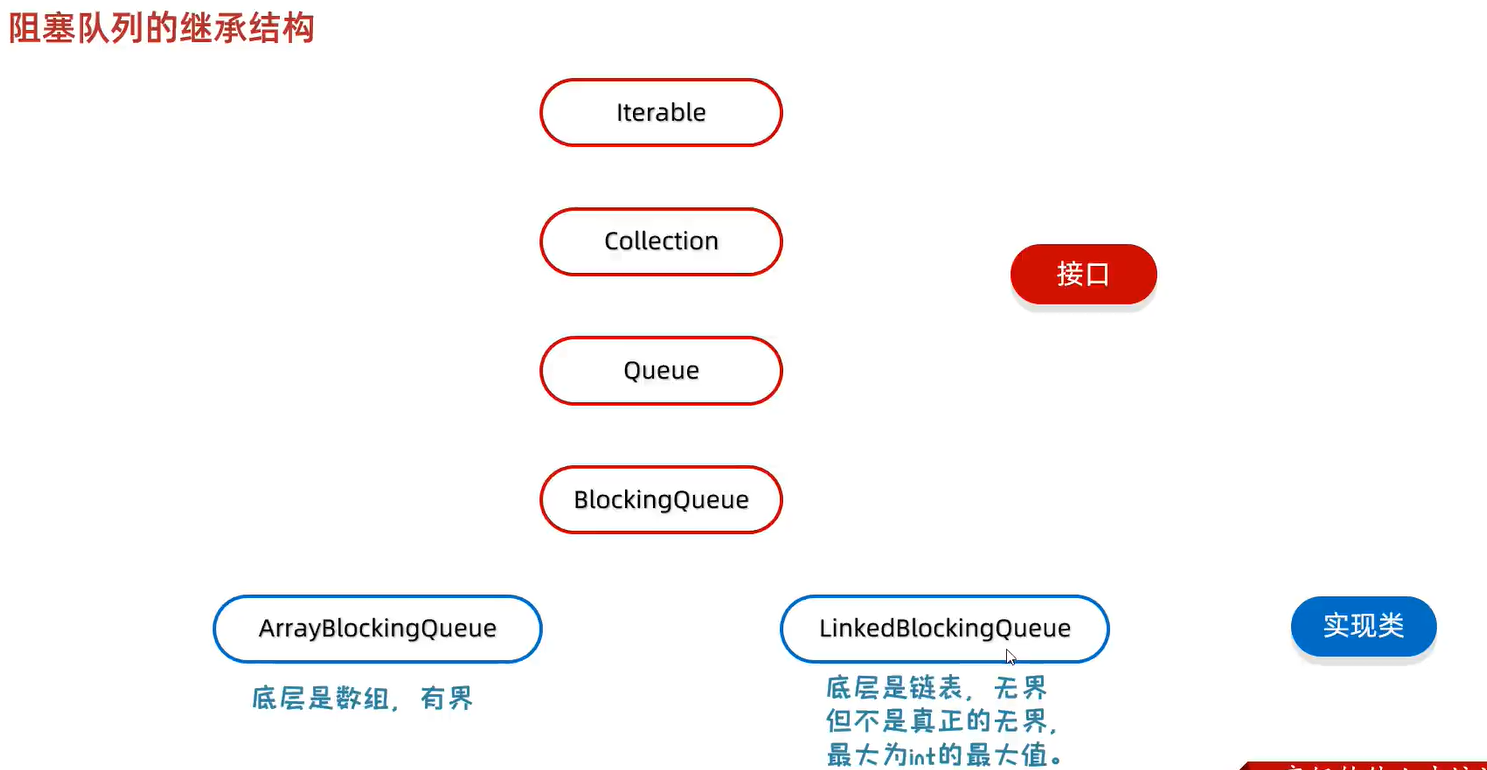 阻塞队列的继承结构
Iterable
Collection
接口
Queue
BlockingQueue
ArrayBlockingQueue
LinkedBlockingQueue
实现类
底层是数组，有界
底层是链表，无界
但不是真正的无界，
最大为int的最大值。